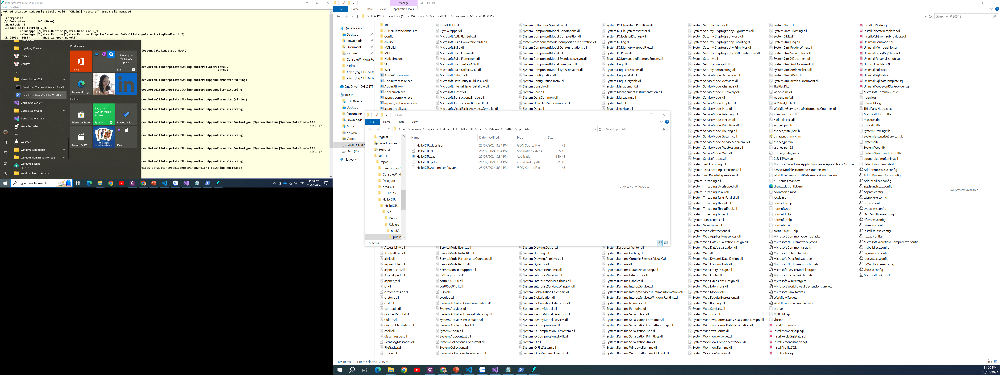 Program::<Main>$ : void(string[])
Find   Find Next
.method private hidebysig static void  '<Main>$'(string[] args) cil managed
{
.entrypoint
// Code size       166 (0xa6)
.maxstack  3
.locals init (string V_0,
valuetype [System.Runtime]System.DateTime V_1,
valuetype [System.Runtime]System.Runtime.CompilerServices.DefaultInterpolatedStringHandler V_2)
IL_0000:  ldstr      "What is your name\?"
System.DateTime::get_Now()
ces.DefaultInterpolatedStringHandler::.ctor(int32,
int32)
ces.DefaultInterpolatedStringHandler::AppendFormatted(string)
ces.DefaultInterpolatedStringHandler::AppendLiteral(string)
ces.DefaultInterpolatedStringHandler::AppendFormatted(string)
ces.DefaultInterpolatedStringHandler::AppendLiteral(string)
ces.DefaultInterpolatedStringHandler::AppendFormatted<valuetype [System.Runtime]System.DateTime>(!!0,
string)
ces.DefaultInterpolatedStringHandler::AppendLiteral(string)
ces.DefaultInterpolatedStringHandler::AppendFormatted<valuetype [System.Runtime]System.DateTime>(!!0,
string)
ces.DefaultInterpolatedStringHandler::AppendLiteral(string)
vices.DefaultInterpolatedStringHandler::ToStringAndClear()
UltraViewer
Ứng dụng Chrome
UniKey
UnikeyNT
V
Visual Studio 2022
Developer Command Prompt for VS...
Developer PowerShell for VS 2022
Visual Studio 2022
Visual Studio Code
Visual Studio Installer
Voice Recorder
W
Weather
Windows Accessories
Windows Administrative Tools
Windows Backup
System
Windows Ease of Access
Productivity
Office
See all your
mail in one
place
Mail
Microsoft Edge
Photos
Explore
Microsoft Store
Play your
favorite music
for free.
Spotify
Microsoft To...
Movies & TV
Microsoft
Solitaire Collection
Play
Type here to search
ENG
11:00 PM
25/07/2024
Manage
v4.0.30319
File   Home   Share   View   Application Tools
This PC > Local Disk (C:) > Windows > Microsoft.NET > Framework64 > v4.0.30319
Search v4.0.30319
Quick access
Desktop
Downloads
Documents
Pictures
ConsoleWindowsFo
Slides
Xây dựng CT Đào tạ
Xây dựng CT Đào tạ
OneDrive - DH CNTT
This PC
3D Objects
Desktop
Documents
Downloads
Music
Pictures
Videos
Local Disk (C:
Data (D:)
Network
1033
ASP.NETWebAdminFiles
Config
en-US
MSBuild
MUI
NativeImages
SQL
WPF
AddInProcess.exe
AddInProcess32.exe
AddInUtil.exe
AppLaunch.exe
aspnet_compiler.exe
aspnet_regbrowsers.exe
aspnet_regiis.exe
Accessibility.dll
AdoNetDiag.dll
alink.dll
aspnet_filter.dll
aspnet_isapi.dll
Aspnet_perf.dll
aspnet_rc.dll
clr.dll
clrcompression.dll
clretwrc.dll
clrjit.dll
compatjit.dll
CORPerfMonExt.dll
Culture.dll
CustomMarshalers.dll
dfdll.dll
diasymreader.dll
EventLogMessages.dll
FileTracker.dll
fusion.dll
InstallUtilLib.dll
ISymWrapper.dll
Microsoft.Activities.Build.dll
Microsoft.Build.Conversion.v4.0.dll
Microsoft.Build.dll
Microsoft.Build.Engine.dll
Microsoft.Build.Framework.dll
Microsoft.Build.Tasks.v4.0.dll
Microsoft.Build.Utilities.v4.0.dll
Microsoft.CSharp.dll
Microsoft.Data.Entity.Build.Tasks.dll
Microsoft.Internal.Tasks.Dataflow.dll
Microsoft.JScript.dll
Microsoft.Transactions.Bridge.dll
Microsoft.Transactions.Bridge.Dtc.dll
Microsoft.VisualBasic.Activities.Compiler.dll
ServiceModelEvents.dll
ServiceModelInstallRC.dll
ServiceModelPerformanceCounters.dll
ServiceModelRegUI.dll
ServiceMonikerSupport.dll
SMDiagnostics.dll
sort00001000.dll
sort00060101.dll
SOS.dll
sysglobl.dll
System.Activities.Core.Presentation.dll
System.Activities.dll
System.Activities.DurableInstancing.dll
System.Activities.Presentation.dll
System.AddIn.Contract.dll
System.AddIn.dll
System.AppContext.dll
System.Collections.Concurrent.dll
System.Collections.dll
System.Collections.NonGeneric.dll
System.Collections.Specialized.dll
System.ComponentModel.Annotations.dll
System.ComponentModel.Composition.dll
system.componentmodel.composition.registration.dll
System.ComponentModel.DataAnnotations.dll
System.ComponentModel.dll
System.ComponentModel.EventBasedAsync.dll
System.ComponentModel.Primitives.dll
System.ComponentModel.TypeConverter.dll
System.Configuration.dll
System.Configuration.Install.dll
System.Console.dll
System.Core.dll
System.Data.Common.dll
System.Data.DataSetExtensions.dll
System.Data.dll
System.Drawing.Design.dll
System.Drawing.dll
System.Drawing.Primitives.dll
System.Dynamic.dll
System.Dynamic.Runtime.dll
System.EnterpriseServices.dll
System.EnterpriseServices.Thunk.dll
System.EnterpriseServices.Wrapper.dll
System.Globalization.Calendars.dll
System.Globalization.dll
System.Globalization.Extensions.dll
System.IdentityModel.dll
System.IdentityModel.Selectors.dll
System.IdentityModel.Services.dll
System.IO.Compression.dll
System.IO.Compression.FileSystem.dll
System.IO.Compression.ZipFile.dll
System.IO.dll
System.IO.FileSystem.dll
System.IO.FileSystem.DriveInfo.dll
System.IO.FileSystem.Primitives.dll
System.IO.FileSystem.Watcher.dll
System.IO.IsolatedStorage.dll
System.IO.Log.dll
System.IO.MemoryMappedFiles.dll
System.IO.Pipes.dll
System.IO.UnmanagedMemoryStream.dll
System.Linq.dll
System.Linq.Expressions.dll
System.Linq.Parallel.dll
System.Linq.Queryable.dll
System.Management.dll
System.Management.Instrumentation.dll
System.Messaging.dll
System.Net.dll
System.Net.Http.dll
System.Resources.Writer.dll
System.Runtime.Caching.dll
System.Runtime.CompilerServices.VisualC.dll
System.Runtime.dll
System.Runtime.DurableInstancing.dll
System.Runtime.Extensions.dll
System.Runtime.Handles.dll
System.Runtime.InteropServices.dll
System.Runtime.InteropServices.RuntimeInformation.dll
System.Runtime.InteropServices.WindowsRuntime.dll
System.Runtime.Numerics.dll
System.Runtime.Remoting.dll
System.Runtime.Serialization.dll
System.Runtime.Serialization.Formatters.dll
System.Runtime.Serialization.Formatters.Soap.dll
System.Runtime.Serialization.Json.dll
System.Runtime.Serialization.Primitives.dll
System.Runtime.Serialization.Xml.dll
System.Runtime.WindowsRuntime.dll
System.Runtime.WindowsRuntime.UI.Xaml.dll
System.Security.Claims.dll
System.Security.Cryptography.Algorithms.dll
System.Security.Cryptography.Csp.dll
System.Security.Cryptography.Encoding.dll
System.Security.Cryptography.Primitives.dll
System.Security.Cryptography.X509Certificates.dll
System.Security.dll
System.Security.Principal.dll
System.Security.SecureString.dll
System.ServiceModel.Activation.dll
System.ServiceModel.Activities.dll
System.ServiceModel.Channels.dll
System.ServiceModel.Discovery.dll
System.ServiceModel.dll
System.ServiceModel.Duplex.dll
System.ServiceModel.Http.dll
System.ServiceModel.Internals.dll
System.ServiceModel.NetTcp.dll
System.ServiceModel.Primitives.dll
System.ServiceModel.Routing.dll
System.ServiceModel.Security.dll
System.ServiceModel.ServiceMoniker40.dll
System.ServiceModel.WasHosting.dll
System.ServiceModel.Web.dll
System.ServiceProcess.dll
System.Text.Encoding.dll
System.Text.Encoding.Extensions.dll
System.Text.RegularExpressions.dll
System.Threading.dll
System.Threading.Overlapped.dll
System.Threading.Tasks.dll
System.Threading.Tasks.Parallel.dll
System.Threading.Thread.dll
System.Threading.ThreadPool.dll
System.Threading.Timer.dll
System.Transactions.dll
System.ValueTuple.dll
System.Web.Abstractions.dll
System.Web.ApplicationServices.dll
System.Web.DataVisualization.Design.dll
System.Web.DataVisualization.dll
System.Web.dll
System.Web.DynamicData.Design.dll
System.Web.DynamicData.dll
System.Web.Entity.Design.dll
System.Web.Entity.dll
System.Web.Extensions.Design.dll
System.Web.Extensions.dll
System.Web.Mobile.dll
System.Web.RegularExpressions.dll
System.Web.Routing.dll
System.Web.Services.dll
System.Windows.dll
System.Windows.Forms.DataVisualization.Design.dll
System.Windows.Forms.DataVisualization.dll
System.Windows.Forms.dll
System.Workflow.Activities.dll
System.Workflow.ComponentModel.dll
System.Workflow.Runtime.dll
System.WorkflowServices.dll
System.Xaml.dll
System.Xaml.Hosting.dll
System.XML.dll
System.Xml.Linq.dll
System.Xml.ReaderWriter.dll
System.Xml.Serialization.dll
System.Xml.XDocument.dll
System.Xml.XmlDocument.dll
System.Xml.XmlSerializer.dll
System.Xml.XPath.dll
System.Xml.XPath.XDocument.dll
TLBREF.DLL
webengine.dll
webengine4.dll
WMINet_Utils.dll
WorkflowServiceHostPerformanceCounters.dll
XamlBuildTask.dll
XsdBuildTask.dll
aspnet_perf.h
aspnet_state_perf.h
dv_aspnetmmc.chm
aspnet_perf.ini
aspnet_perf2.ini
aspnet_state_perf.ini
CLR-ETW.man
Microsoft.Windows.ApplicationServer.Applications.45.man
ServiceModelPerformanceCounters.man
WorkflowServiceHostPerformanceCounters.man
XPThemes.manifest
clientexclusionlist.xml
adonetdiag.mof
locale.nlp
normidna.nlp
normnfc.nlp
normnfd.nlp
normnfkc.nlp
normnfkd.nlp
sort00060101.nlp
Microsoft.Common.OverrideTasks
Microsoft.NETFramework.props
Microsoft.Common.targets
Microsoft.CSharp.targets
Microsoft.Data.Entity.targets
Microsoft.NETFramework.targets
Microsoft.ServiceModel.targets
Microsoft.VisualBasic.targets
Microsoft.WinFx.targets
Microsoft.WorkflowBuildExtensions.targets
Microsoft.Xaml.targets
Workflow.Targets
Workflow.VisualBasic.Targets
csc.rsp
MSBuild.rsp
vbc.rsp
InstallCommon.sql
InstallMembership.sql
InstallPersistSqlState.sql
InstallPersonalization.sql
InstallProfile.SQL
InstallRoles.sql
InstallSqlState.sql
InstallSqlStateTemplate.sql
InstallWebEventSqlProvider.sql
UninstallCommon.sql
UninstallMembership.sql
UninstallPersistSqlState.sql
UninstallPersonalization.sql
UnInstallProfile.SQL
UninstallRoles.sql
UninstallSqlState.sql
UninstallSqlStateTemplate.sql
UninstallWebEventSqlProvider.sql
Microsoft.Common.Tasks
ngen.log
ngen.old.log
ThirdPartyNotices.txt
Microsoft.JScript.tlb
mscoree.tlb
mscorlib.tlb
System.Drawing.tlb
System.EnterpriseServices.tlb
System.tlb
System.Web.tlb
System.Windows.Forms.tlb
adonetdiag.mof.uninstall
default.win32manifest
AddInProcess.exe.config
AddInProcess32.exe.config
AddInUtil.exe.config
applaunch.exe.config
Aspnet.config
caspol.exe.config
csc.exe.config
cvtres.exe.config
DataSvcUtil.exe.config
dfsvc.exe.config
ilasm.exe.config
InstallUtil.exe.config
jsc.exe.config
Microsoft.Workflow.Compiler.exe.config
msbuild.exe.config
regasm.exe.config
regsvcs.exe.config
SMSvcHost.exe.config
vbc.exe.config
Microsoft.Build.xsd
No preview available.
publish
File   Home   Share   View
PC > source > repos > HelloICTU > HelloICTU > bin > Release > net8.0 > publish
Search publish
ragtest
Saved Games
Searches
source
repos
ClassLibraryPr
ConsoleWind
Delegate
dth4321
dth12345
HelloICTU
HelloICTU
bin
Debug
Release
net8.0
publis
Name   Date modified   Type   Size
HelloICTU.deps.json   25/07/2024 3:34 PM   JSON Source File   1 KB
HelloICTU.dll   25/07/2024 3:34 PM   Application extens...   5 KB
HelloICTU.exe   25/07/2024 3:34 PM   Application   140 KB
HelloICTU.pdb   25/07/2024 3:34 PM   VisualStudio.pdb....   11 KB
HelloICTU.runtimeconfig.json   25/07/2024 3:34 PM   JSON Source File   1 KB
Select a file to preview.
5 items
406 items   1 item selected  2.45 MB
11:00 PM
25/07/2024